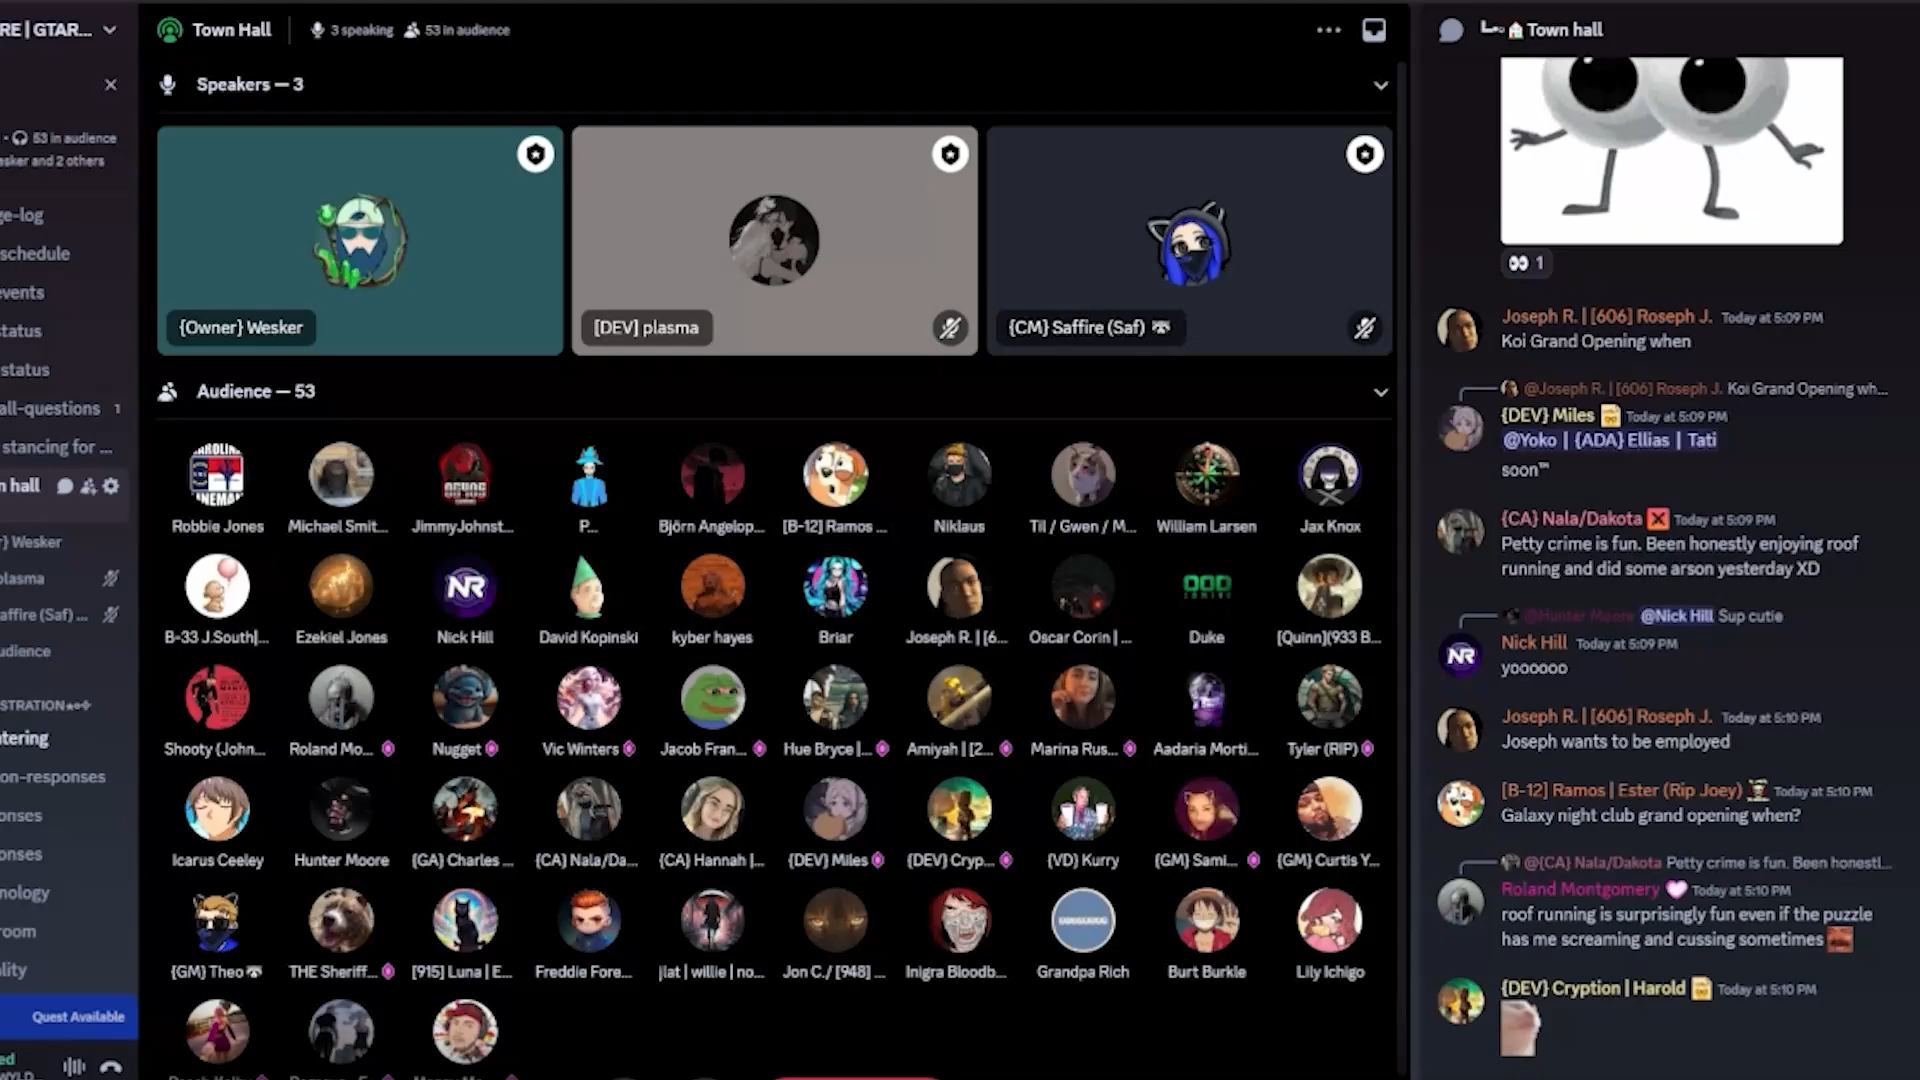 RE | GTAR...
53 in audience
esker and 2 others
ge-log
schedule
events
status
status
all-questions 1
stancing for ...
n hall
} Wesker
plasma
affire (Saf) ...
udience
STRATION
ntering
on-responses
onses
onses
nology
room
ality
Quest Available
ed
WYLD...
Town Hall
3 speaking
53 in audience
Speakers — 3
{Owner} Wesker
[DEV] plasma
{CM} Saffire (Saf)
Audience — 53
Robbie Jones
Michael Smit...
JimmyJohnst...
P...
Björn Angelop...
[B-12] Ramos ...
Niklaus
Til / Gwen / M...
William Larsen
Jax Knox
B-33 J.South|...
Ezekiel Jones
NR
Nick Hill
David Kopinski
kyber hayes
Briar
Joseph R. | [6...
Oscar Corin | ...
Duke
[Quinn](933 B...
Shooty {John...
Roland Mo...
Nugget
Vic Winters
Jacob Fran...
Hue Bryce |...
Amiyah | [2...
Marina Rus...
Aadaria Morti...
Tyler (RIP)
Icarus Ceeley
Hunter Moore
{GA} Charles ...
{CA} Nala/Da...
{CA} Hannah |...
{DEV} Miles
{DEV} Cryp...
{VD} Kurry
{GM} Sami...
{GM} Curtis Y...
{GM} Theo
THE Sheriff...
[915] Luna | E...
Freddie Fore...
jlat | willie | no...
Jon C./ [948] ...
Inigra Bloodb...
Grandpa Rich
Burt Burkle
Lily Ichigo
Town hall
1
Joseph R. | [606] Roseph J. Today at 5:09 PM
Koi Grand Opening when
@Joseph R. | [606] Roseph J. Koi Grand Opening wh...
{DEV} Miles Today at 5:09 PM
@Yoko | {ADA} Ellias | Tati
soon™
{CA} Nala/Dakota Today at 5:09 PM
Petty crime is fun. Been honestly enjoying roof
running and did some arson yesterday XD
@Hunter Moore @Nick Hill Sup cutie
NR
Nick Hill Today at 5:09 PM
yoooooo
Joseph R. | [606] Roseph J. Today at 5:10 PM
Joseph wants to be employed
[B-12] Ramos | Ester (Rip Joey) Today at 5:10 PM
Galaxy night club grand opening when?
@{CA} Nala/Dakota Petty crime is fun. Been honestl...
Roland Montgomery Today at 5:10 PM
roof running is surprisingly fun even if the puzzle
has me screaming and cussing sometimes
{DEV} Cryption | Harold Today at 5:10 PM